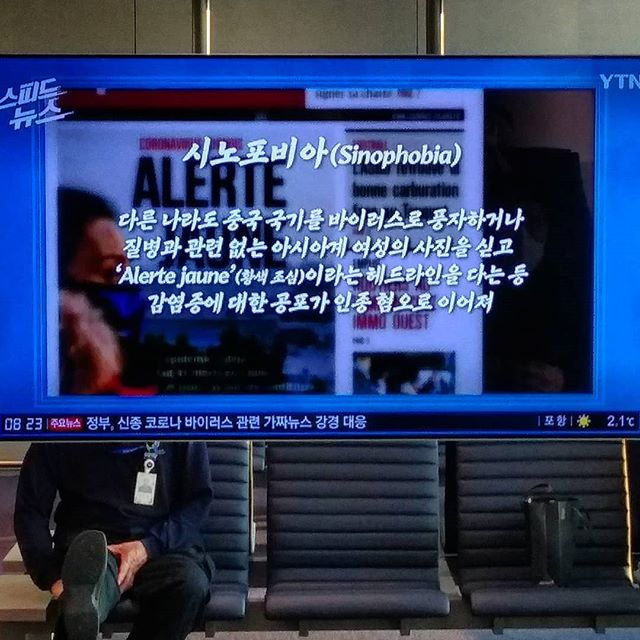 스피드
뉴스
YTN
CORONAVIRUS
ALERTE
시노포비아(Sinophobia)
다른 나라도 중국 국기를 바이러스로 풍자하거나
질병과 관련 없는 아시아계 여성의 사진을 싣고
‘Alerte jaune’(황색 조심)이라는 헤드라인을 다는 등
감염증에 대한 공포가 인종 혐오로 이어져
bonne carburation
IMMO OUEST
08 23 주요뉴스 정부, 신종 코로나 바이러스 관련 가짜뉴스 강경 대응 포항 2.1℃